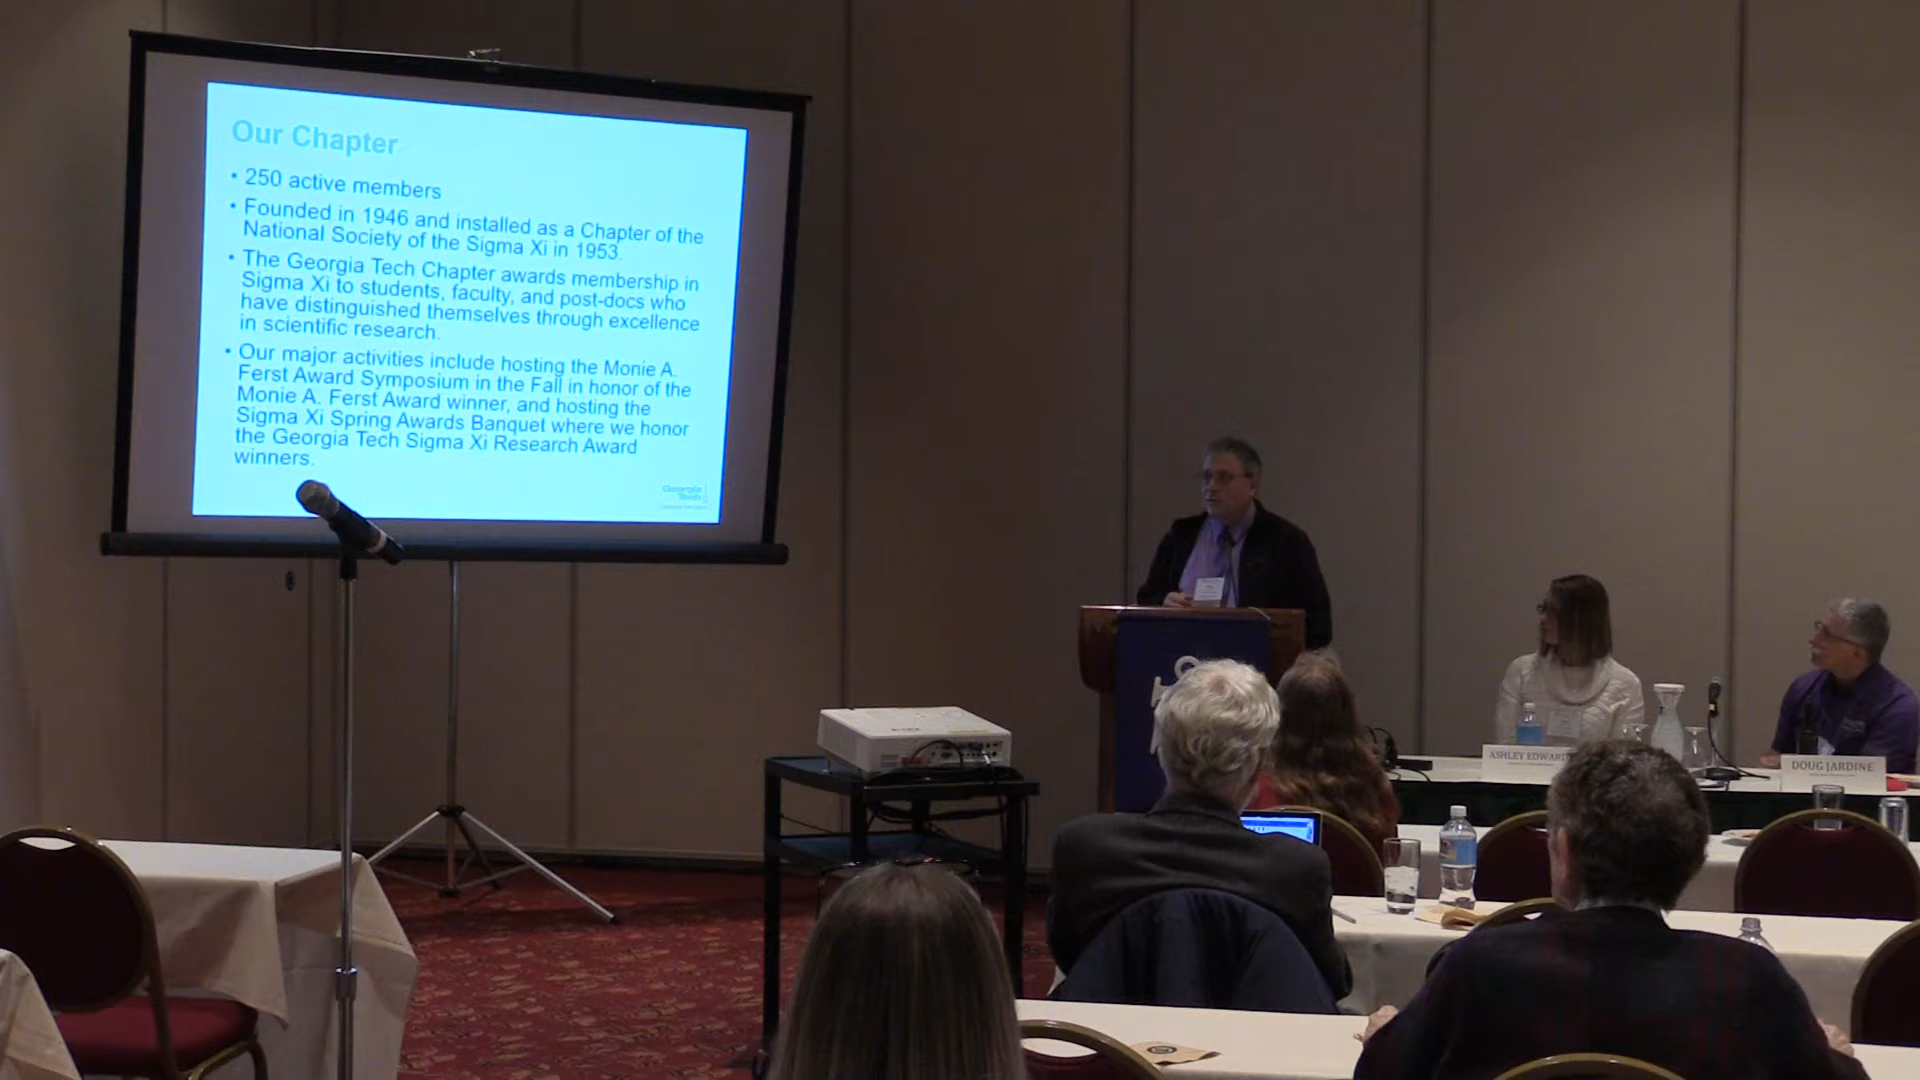 Our Chapter
• 250 active members
• Founded in 1946 and installed as a Chapter of the
National Society of the Sigma Xi in 1953.
• The Georgia Tech Chapter awards membership in
Sigma Xi to students, faculty, and post-docs who
have distinguished themselves through excellence
in scientific research.
• Our major activities include hosting the Monie A.
Ferst Award Symposium in the Fall in honor of the
Monie A. Ferst Award winner, and hosting the
Sigma Xi Spring Awards Banquet where we honor
the Georgia Tech Sigma Xi Research Award
winners.
Georgia
Tech
ASHLEY EDWARD
DOUG JARDINE